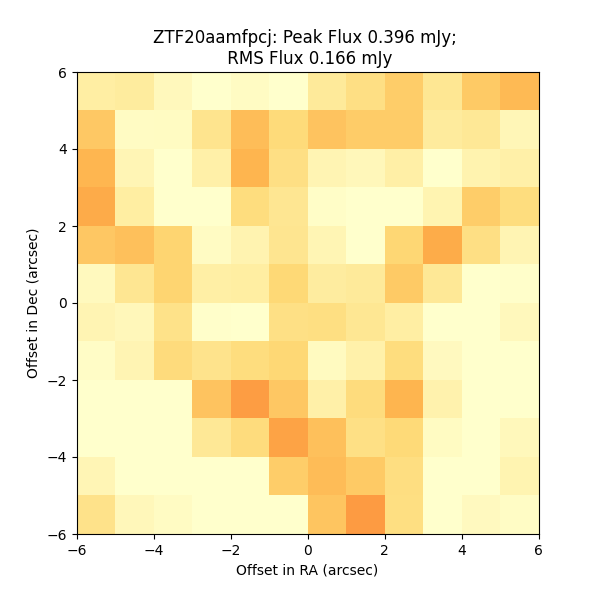 ZTF20aamfpcj: Peak Flux 0.396 mJy;
RMS Flux 0.166 mJy
6
4
2
0
−2
−4
−6
Offset in Dec (arcsec)
−6 −4 −2 0 2 4 6
Offset in RA (arcsec)